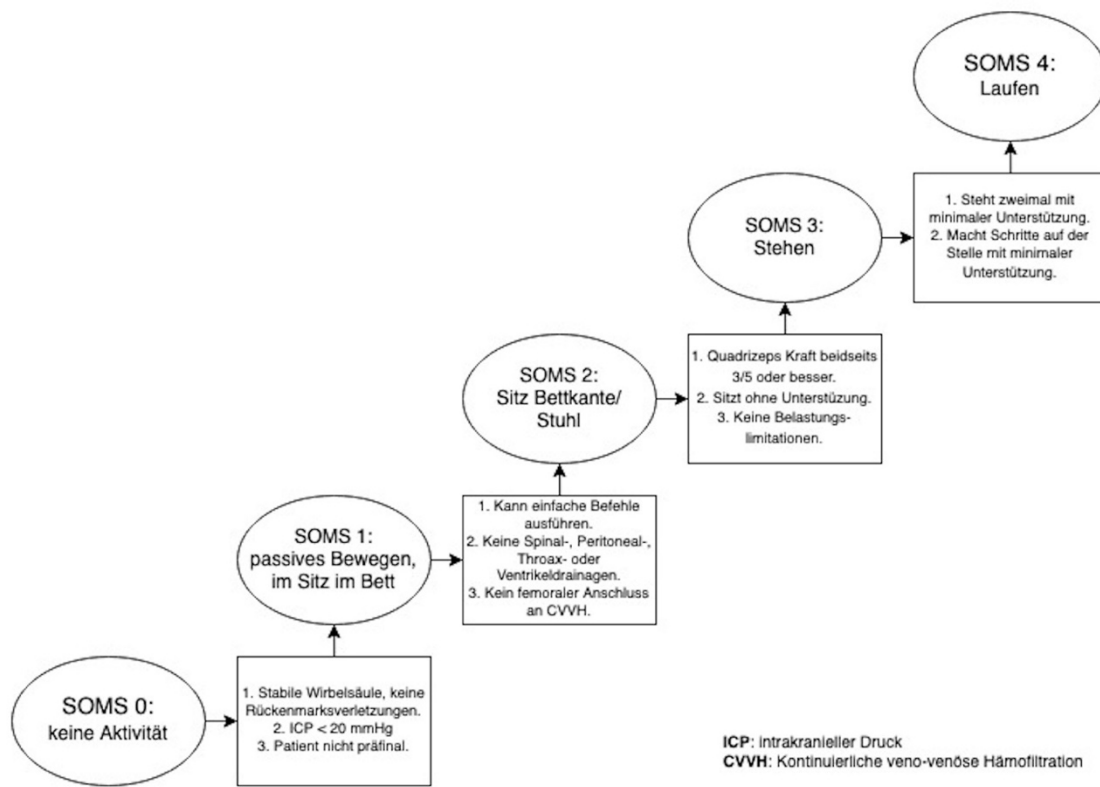 SOMS 4:
Laufen
1. Steht zweimal mit
minimaler Unterstützung.
2. Macht Schritte auf der
Stelle mit minimaler
Unterstützung.
SOMS 3:
Stehen
1. Quadrizeps Kraft beidseits
3/5 oder besser.
2. Sitzt ohne Unterstüzung.
3. Keine Belastungs-
limitationen.
SOMS 2:
Sitz Bettkante/
Stuhl
1. Kann einfache Befehle
ausführen.
2. Keine Spinal-, Peritoneal-,
Throax- oder
Ventrikeldrainagen.
3. Kein femoraler Anschluss
an CVVH.
SOMS 1:
passives Bewegen,
im Sitz im Bett
1. Stabile Wirbelsäule, keine
Rückenmarksverletzungen.
2. ICP < 20 mmHg
3. Patient nicht präfinal.
SOMS 0:
keine Aktivität
ICP: intrakranieller Druck
CVVH: Kontinuierliche veno-venöse Hämofiltration